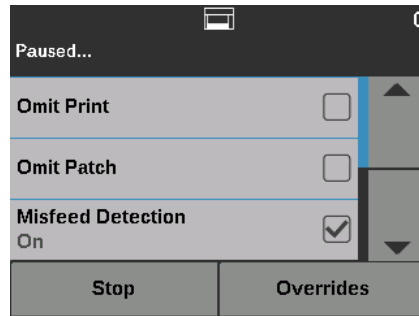 Paused...
Omit Print
Omit Patch
Misfeed Detection
On
Stop
Overrides